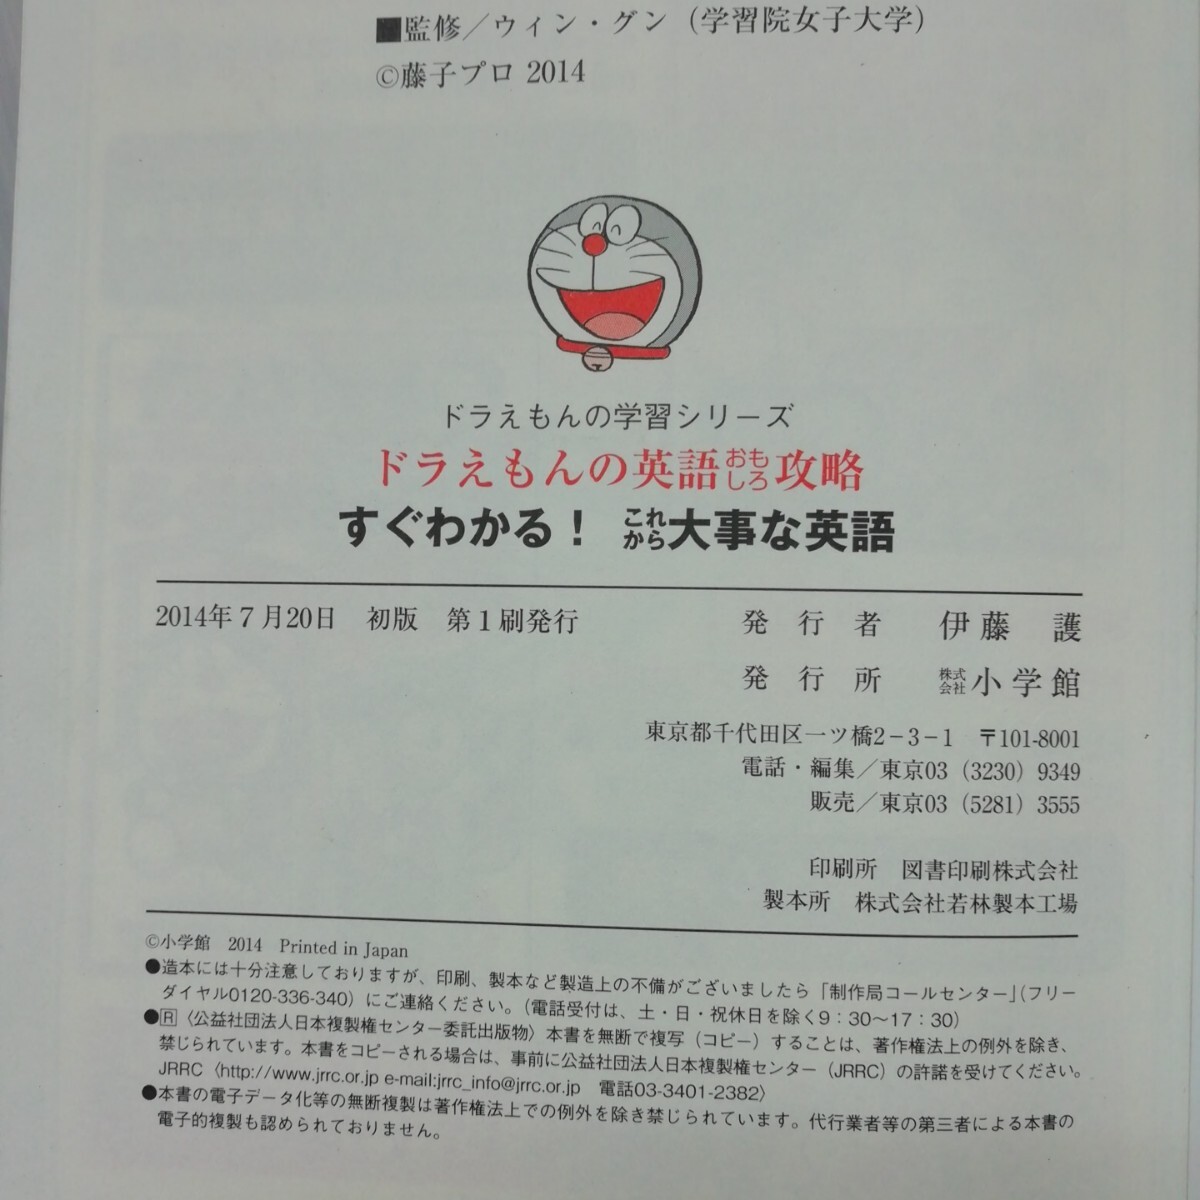 ■監修／ウィン・グン（学習院女子大学）
©藤子プロ 2014
ドラえもんの学習シリーズ
ドラえもんの英語おもしろ攻略
すぐわかる！ これから大事な英語
2014年7月20日　初版　第1刷発行
発行者　伊藤　護
発行所　株式会社小学館
東京都千代田区一ツ橋2－3－1　〒101-8001
電話・編集／東京03（3230）9349
販売／東京03（5281）3555
印刷所　図書印刷株式会社
製本所　株式会社若林製本工場
©小学館　2014　Printed in Japan
●造本には十分注意しておりますが、印刷、製本など製造上の不備がございましたら「制作局コールセンター」（フリー
ダイヤル0120-336-340）にご連絡ください。（電話受付は、土・日・祝休日を除く9：30～17：30）
●R〈公益社団法人日本複製権センター委託出版物〉本書を無断で複写（コピー）することは、著作権法上の例外を除き、
禁じられています。本書をコピーされる場合は、事前に公益社団法人日本複製権センター（JRRC）の許諾を受けてください。
JRRC〈http://www.jrrc.or.jp e-mail:jrrc_info@jrrc.or.jp　電話03-3401-2382〉
●本書の電子データ化等の無断複製は著作権法上での例外を除き禁じられています。代行業者等の第三者による本書の
電子的複製も認められておりません。